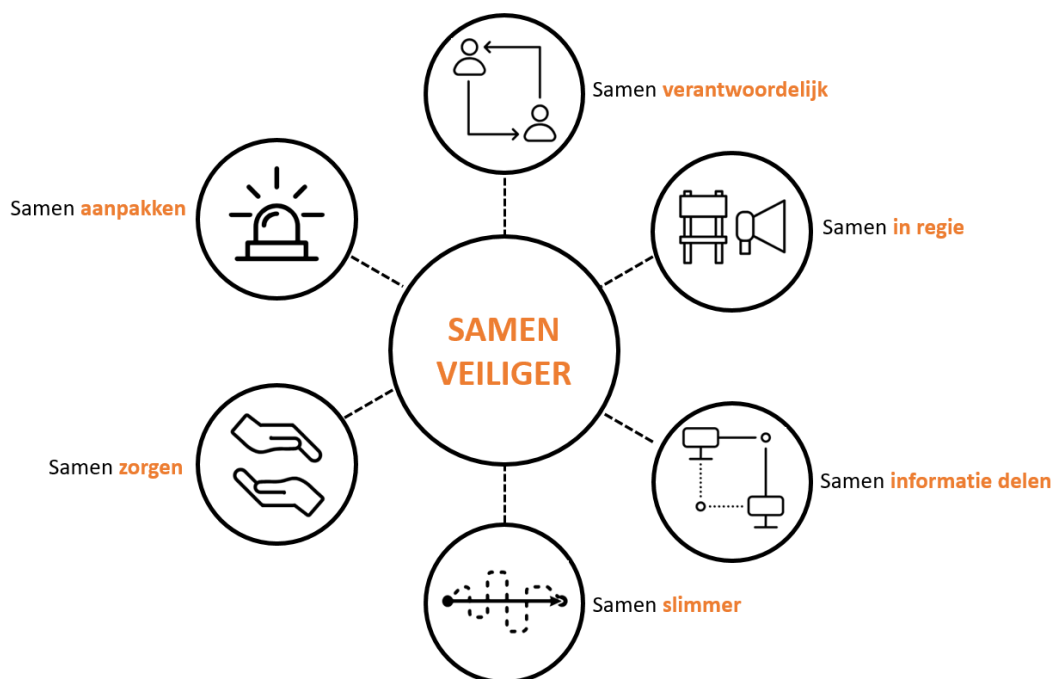 Samen verantwoordelijk
Samen aanpakken
Samen in regie
SAMEN
VEILIGER
Samen zorgen
Samen informatie delen
Samen slimmer